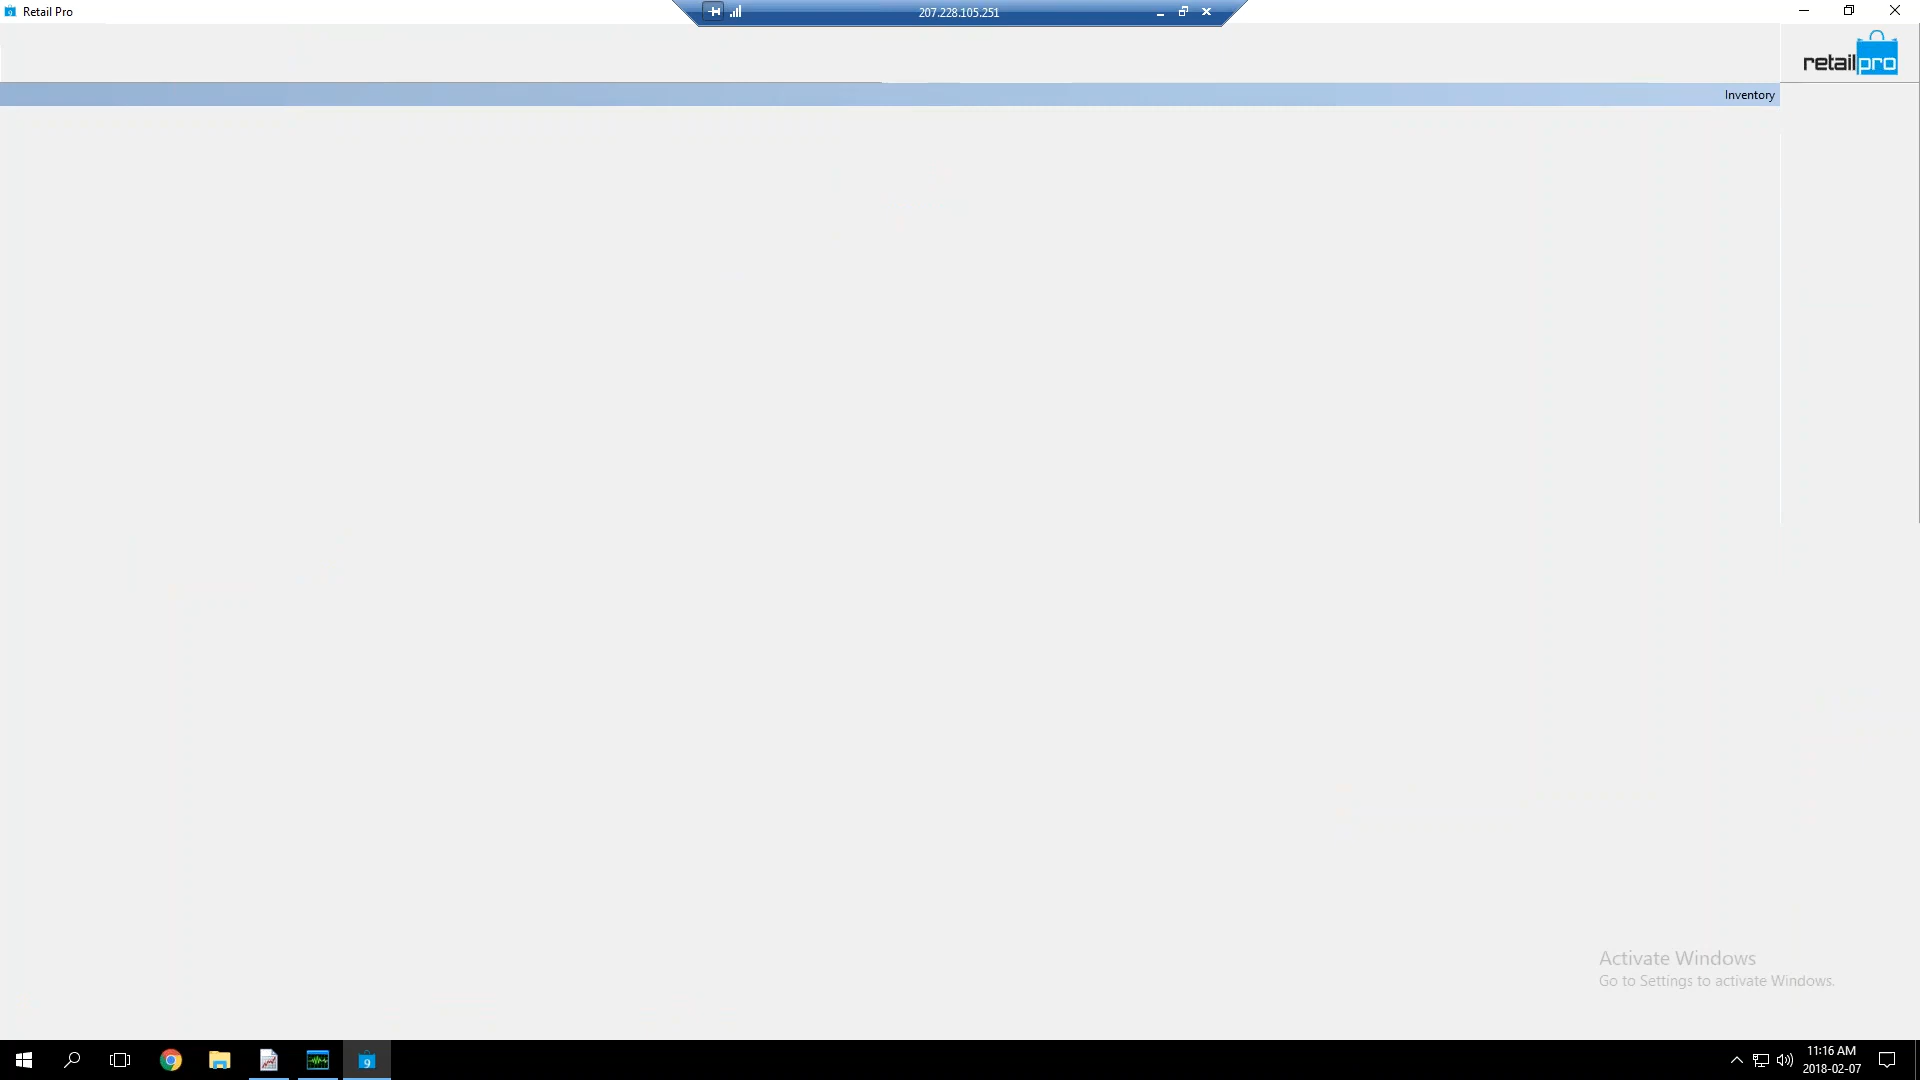 Retail Pro
207.228.105.251
retailpro
Inventory
Activate Windows
Go to Settings to activate Windows.
9
11:16 AM
2018-02-07